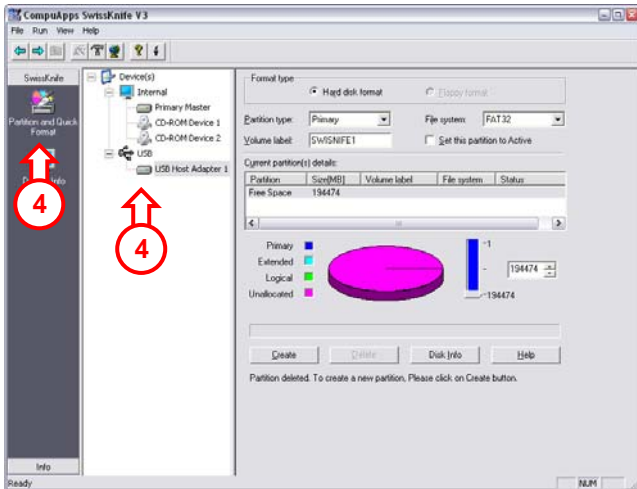 CompuApps SwissKnife V3
File Run View Help
SwissKnife
Partition and Quick
Format
Info
4
Info
Device(s)
Internal
Primary Master
CD-ROM Device 1
CD-ROM Device 2
USB
USB Host Adapter 1
4
Format type
Hard disk format Floppy format
Partition type: Primary File system: FAT32
Volume label: SWISNIFE1 Set this partition to Active
Current partition(s) details:
Partition Size[MB] Volume label File system Status
Free Space 194474
Primary
Extended
Logical
Unallocated
-1
194474
-194474
Create Delete Disk Info Help
Partition deleted. To create a new partition, Please click on Create button.
Ready NUM